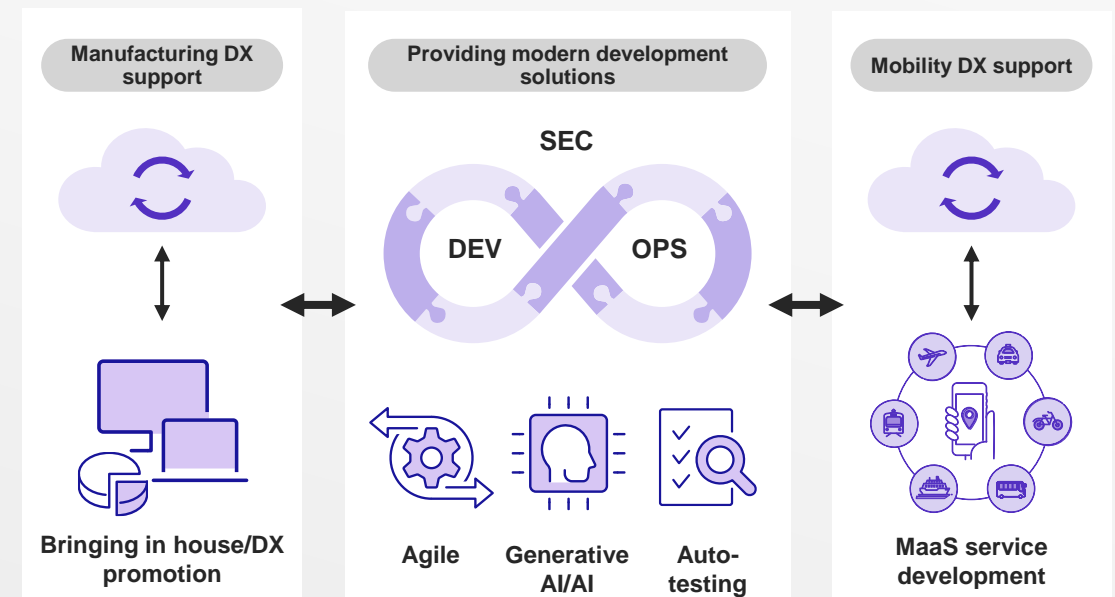 Manufacturing DX
support
Bringing in house/DX
promotion
Providing modern development
solutions
SEC
DEV
OPS
Agile
Generative
AI/AI
Auto-
testing
Mobility DX support
MaaS service
development